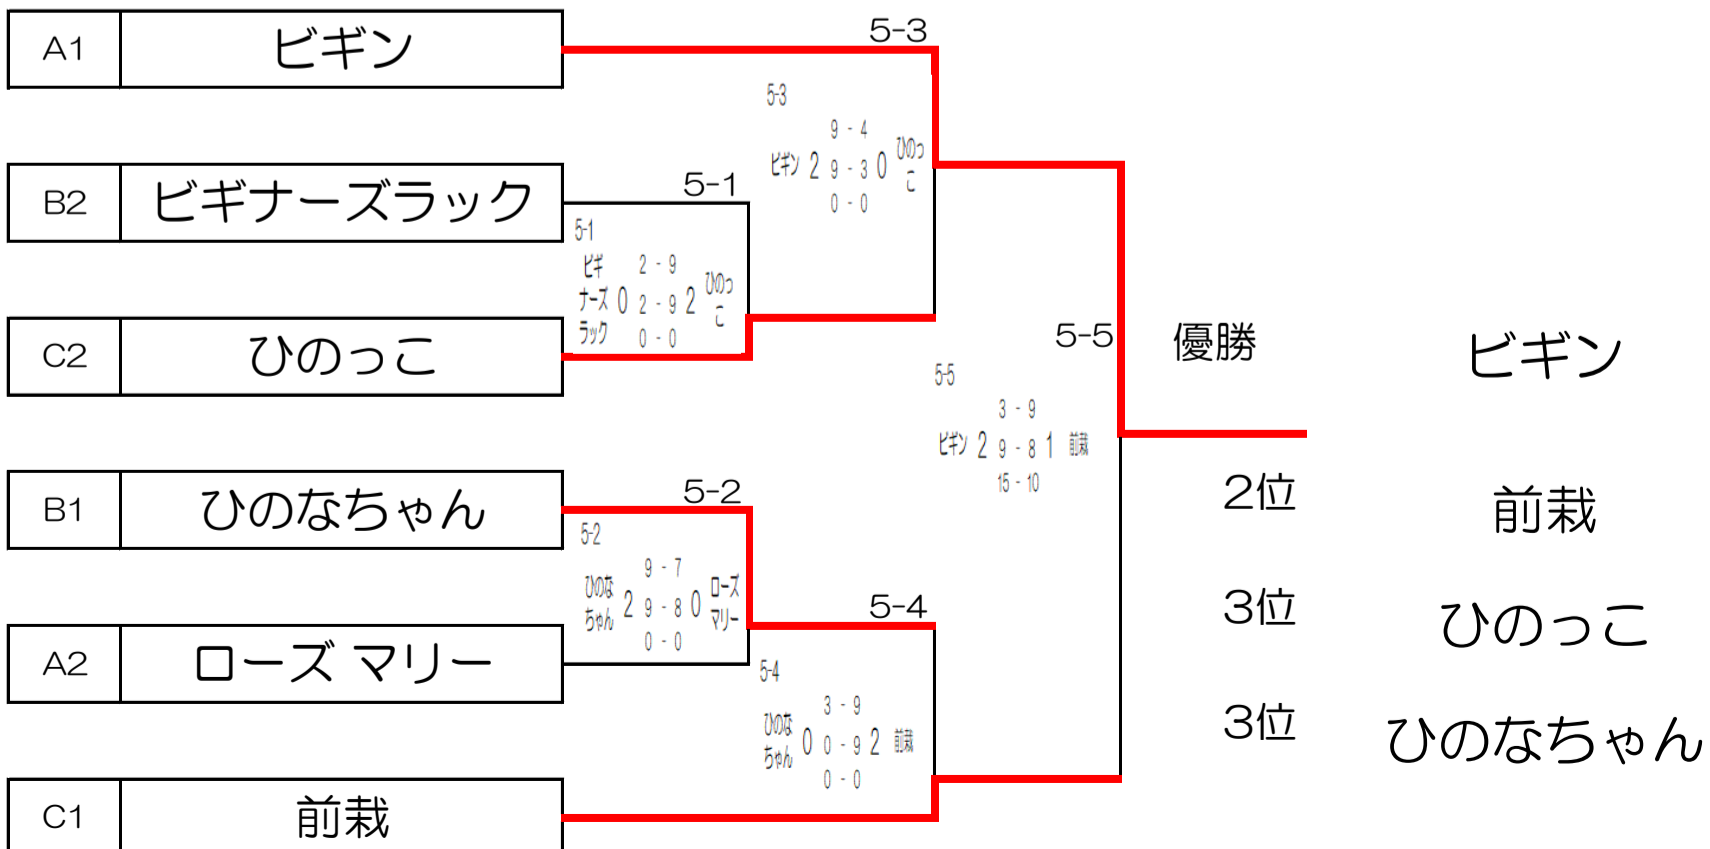 A1 ビギン
5-3
5-3
9 - 4
ビギン 2 9 - 3 0 ひのっこ
0 - 0
B2 ビギナーズラック
5-1
5-1
2 - 9
ビギナーズラック 0 2 - 9 2 ひのっこ
0 - 0
C2 ひのっこ
5-5
優勝 ビギン
5-5
3 - 9
ビギン 2 9 - 8 1 前栽
15 - 10
B1 ひのなちゃん
5-2
2位 前栽
5-2
9 - 7
ひのなちゃん 2 9 - 8 0 ローズマリー
0 - 0
A2 ローズ マリー
5-4
3位 ひのっこ
5-4
3 - 9
ひのなちゃん 0 0 - 9 2 前栽
0 - 0
3位 ひのなちゃん
C1 前栽